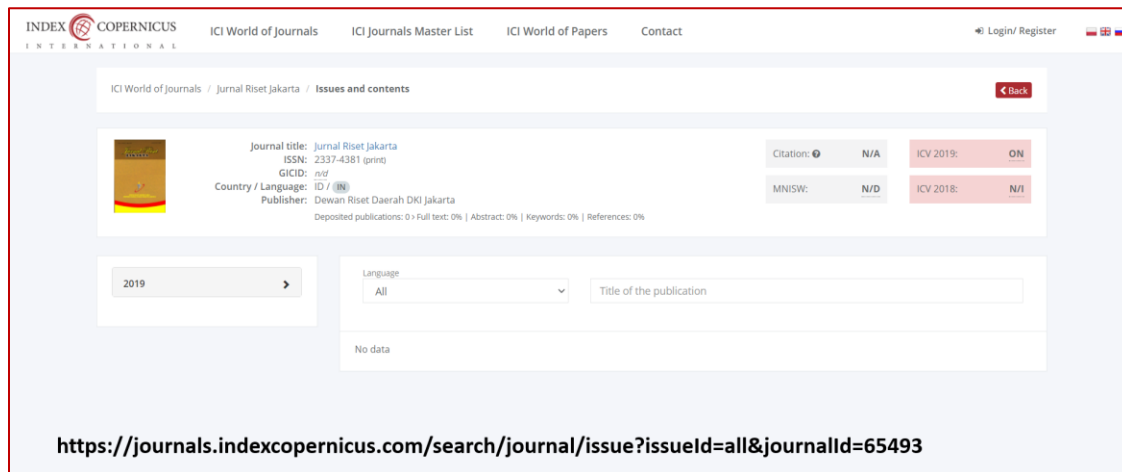 INDEX COPERNICUS
INTERNATIONAL
ICI World of Journals ICI Journals Master List ICI World of Papers Contact Login/ Register
ICI World of Journals / Jurnal Riset Jakarta / Issues and contents Back
Journal title: Jurnal Riset Jakarta
ISSN: 2337-4381 (print)
GICID: n/d
Country / Language: ID / IN
Publisher: Dewan Riset Daerah DKI Jakarta
Deposited publications: 0 > Full text: 0% | Abstract: 0% | Keywords: 0% | References: 0%
Citation: N/A ICV 2019: ON
MNISW: N/D ICV 2018: N/I
2019
Language
All Title of the publication
No data
https://journals.indexcopernicus.com/search/journal/issue?issueId=all&journalId=65493